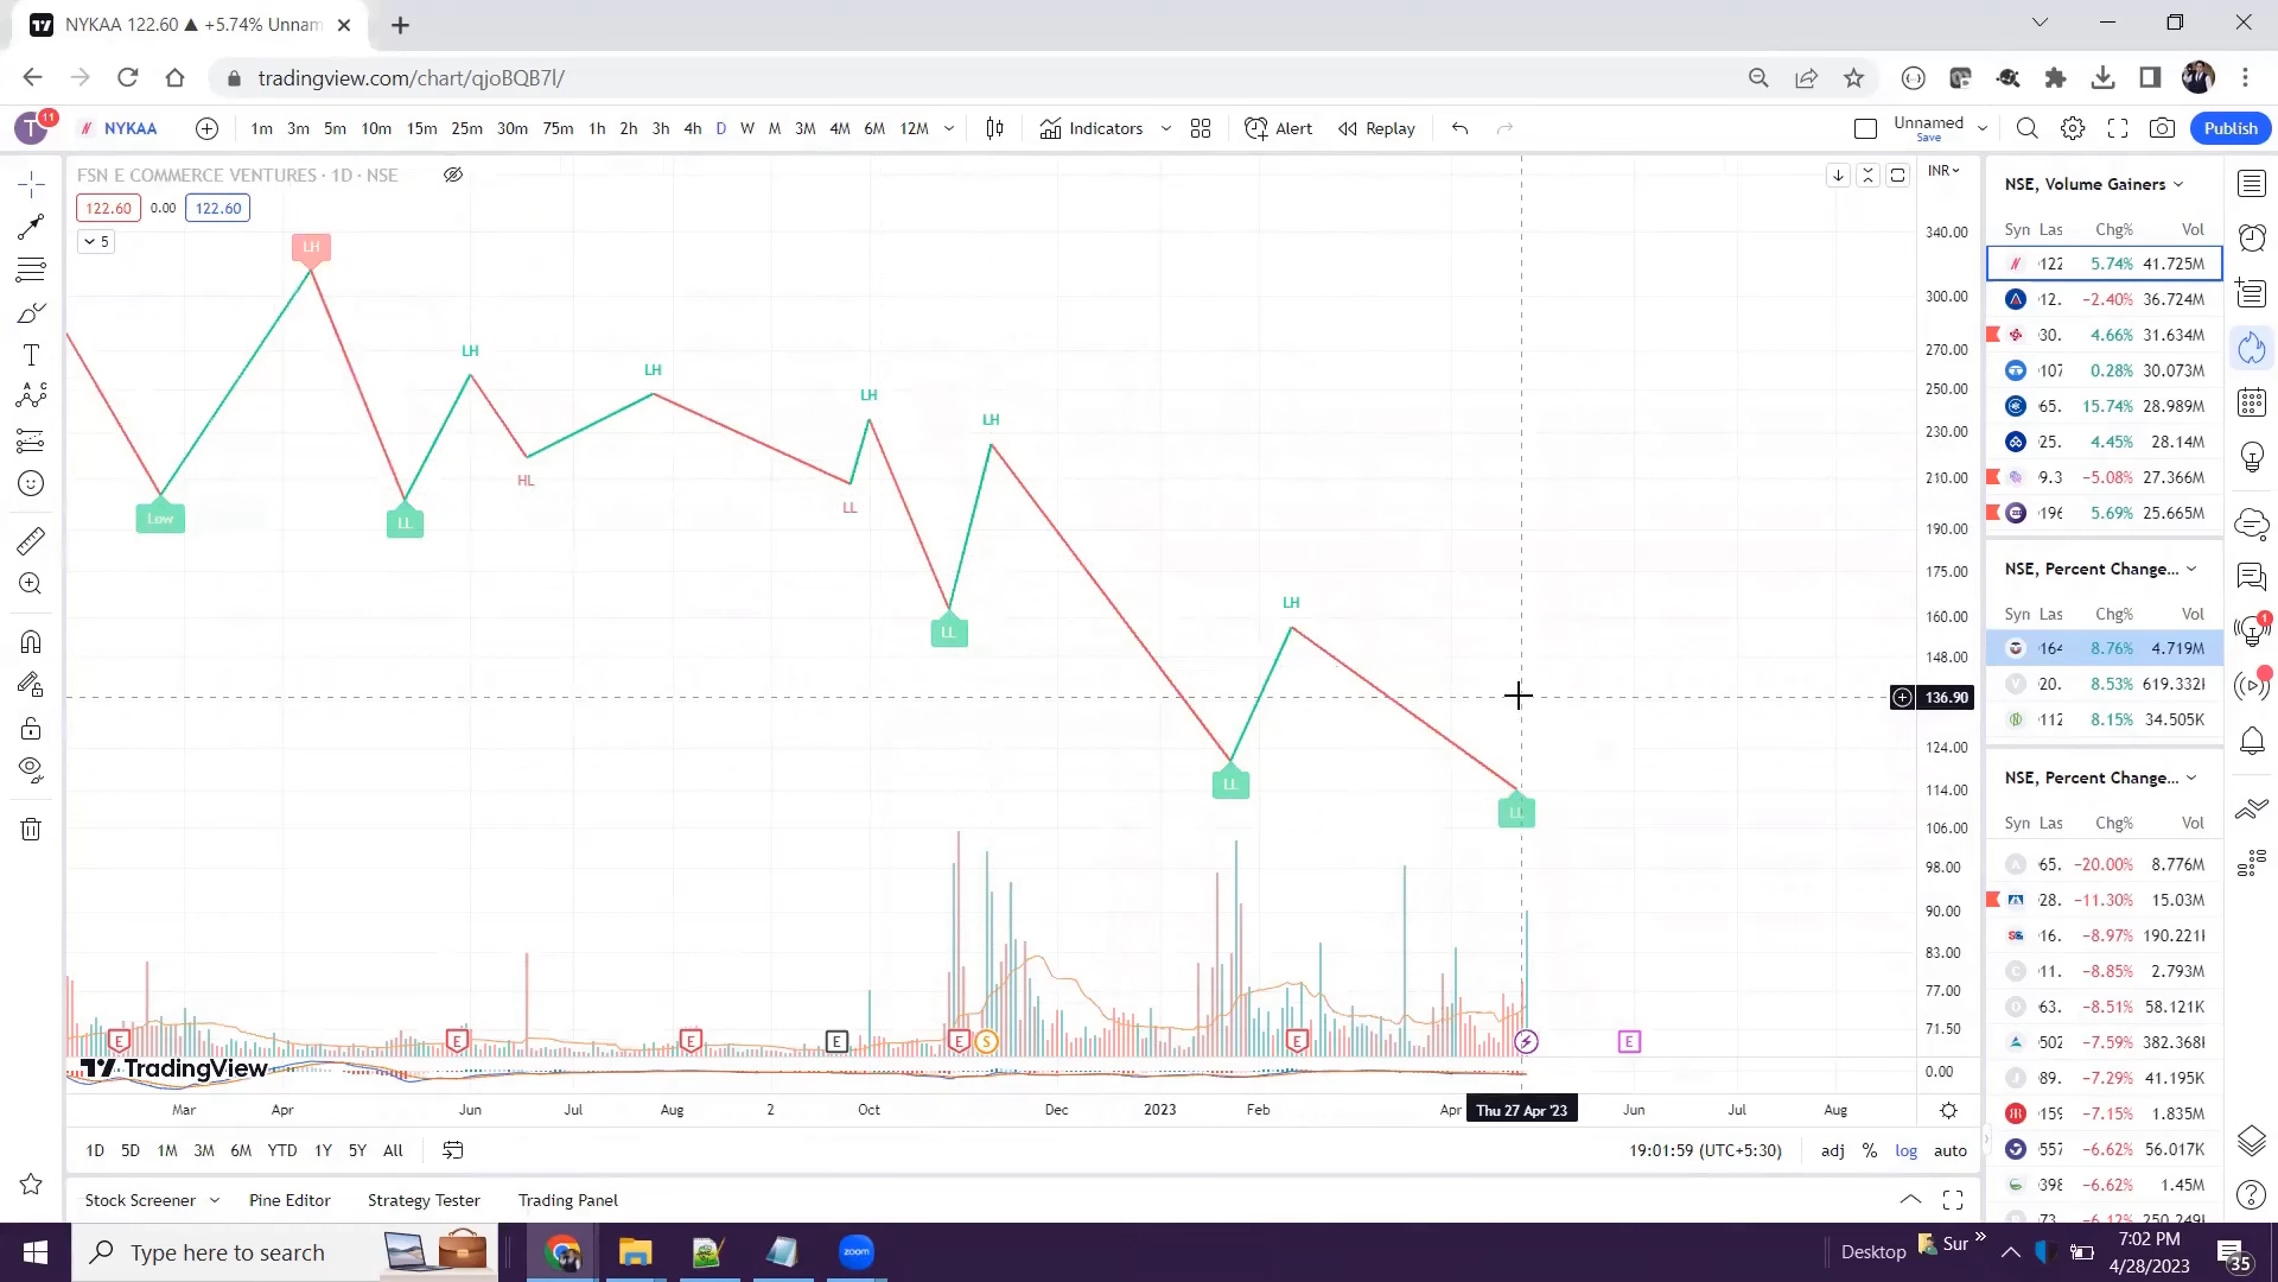 NYKAA 122.60 ▲ +5.74% Unnam
tradingview.com/chart/qjoBQB7l/
T 11 NYKAA 1m 3m 5m 10m 15m 25m 30m 75m 1h 2h 3h 4h D W M 3M 4M 6M 12M Indicators Alert Replay Unnamed Save Publish
FSN E COMMERCE VENTURES · 1D · NSE
122.60 0.00 122.60
5
INR
340.00
300.00
270.00
250.00
230.00
210.00
190.00
175.00
160.00
148.00
136.90
124.00
114.00
106.00
98.00
90.00
83.00
77.00
71.50
0.00
LH
LH
LH
LH
LH
HL
LL
Low
LL
LL
LH
LL
LL
E E E E E S E E
TradingView
Mar Apr Jun Jul Aug 2 Oct Dec 2023 Feb Apr Thu 27 Apr '23 Jun Jul Aug
1D 5D 1M 3M 6M YTD 1Y 5Y All 19:01:59 (UTC+5:30) adj % log auto
Stock Screener Pine Editor Strategy Tester Trading Panel
NSE, Volume Gainers
Syn Las Chg% Vol
122 5.74% 41.725M
12. −2.40% 36.724M
30. 4.66% 31.634M
107 0.28% 30.073M
65. 15.74% 28.989M
25. 4.45% 28.14M
9.3 −5.08% 27.366M
196 5.69% 25.665M
NSE, Percent Change...
Syn Las Chg% Vol
164 8.76% 4.719M
20. 8.53% 619.332K
112 8.15% 34.505K
NSE, Percent Change...
Syn Las Chg% Vol
65. −20.00% 8.776M
28. −11.30% 15.03M
16. −8.97% 190.221K
11. −8.85% 2.793M
63. −8.51% 58.121K
502 −7.59% 382.368K
89. −7.29% 41.195K
159 −7.15% 1.835M
557 −6.62% 56.017K
398 −6.62% 1.45M
73. −6.12% 250.249K
1
Type here to search
zoom
Desktop Sur »
7:02 PM
4/28/2023
35